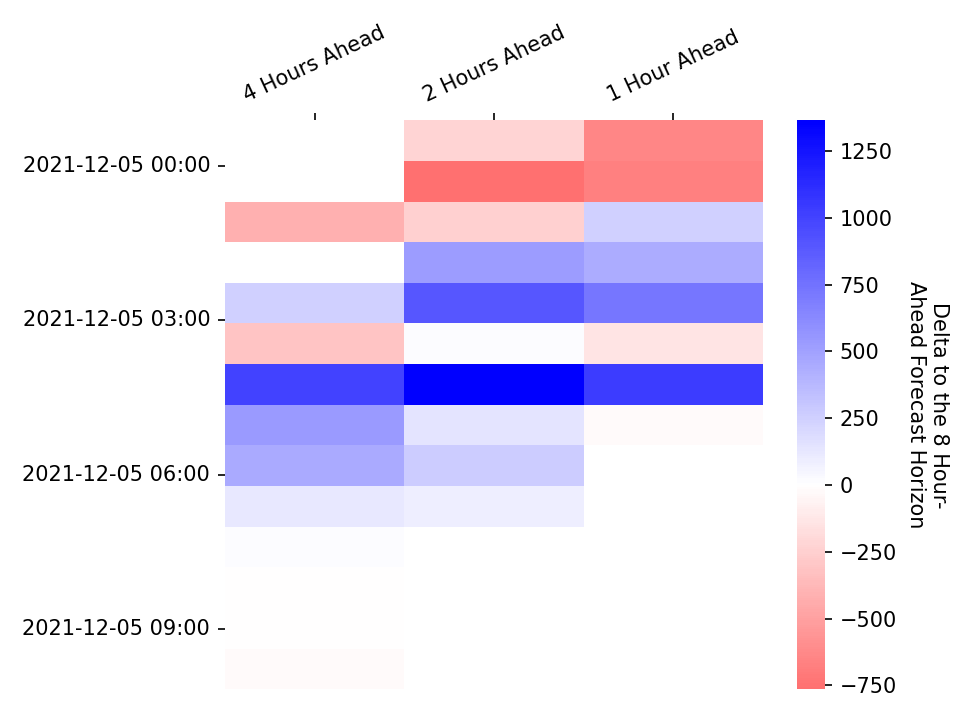 4 Hours Ahead
2 Hours Ahead
1 Hour Ahead
2021-12-05 00:00
2021-12-05 03:00
2021-12-05 06:00
2021-12-05 09:00
1250
1000
750
500
250
0
−250
−500
−750
Delta to the 8 Hour-
Ahead Forecast Horizon